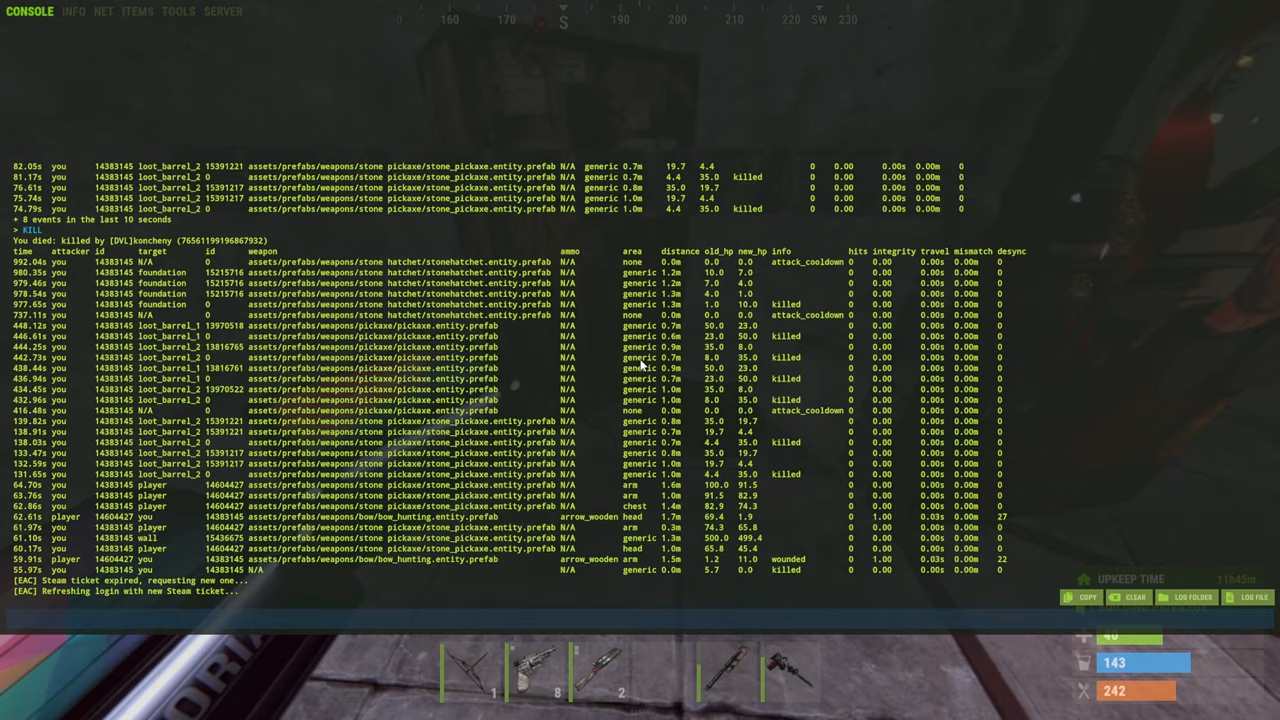 CONSOLE INFO NET ITEMS TOOLS SERVER
160 170 S 190 200 210 220 SW 230
82.05s you 14383145 loot_barrel_2 15391221 assets/prefabs/weapons/stone pickaxe/stone_pickaxe.entity.prefab N/A generic 0.7m 19.7 4.4 0 0.00 0.00s 0.00m 0
81.17s you 14383145 loot_barrel_2 0 assets/prefabs/weapons/stone pickaxe/stone_pickaxe.entity.prefab N/A generic 0.7m 4.4 35.0 killed 0 0.00 0.00s 0.00m 0
76.61s you 14383145 loot_barrel_2 15391217 assets/prefabs/weapons/stone pickaxe/stone_pickaxe.entity.prefab N/A generic 0.8m 35.0 19.7 0 0.00 0.00s 0.00m 0
75.74s you 14383145 loot_barrel_2 15391217 assets/prefabs/weapons/stone pickaxe/stone_pickaxe.entity.prefab N/A generic 1.0m 19.7 4.4 0 0.00 0.00s 0.00m 0
74.79s you 14383145 loot_barrel_2 0 assets/prefabs/weapons/stone pickaxe/stone_pickaxe.entity.prefab N/A generic 1.0m 4.4 35.0 killed 0 0.00 0.00s 0.00m 0
+ 8 events in the last 10 seconds
> KILL
You died: killed by [DVL]koncheny (76561199196867932)
time attacker id target id weapon ammo area distance old_hp new_hp info hits integrity travel mismatch desync
992.04s you 14383145 N/A 0 assets/prefabs/weapons/stone hatchet/stonehatchet.entity.prefab N/A none 0.0m 0.0 0.0 attack_cooldown 0 0.00 0.00s 0.00m 0
980.35s you 14383145 foundation 15215716 assets/prefabs/weapons/stone hatchet/stonehatchet.entity.prefab N/A generic 1.2m 10.0 7.0 0 0.00 0.00s 0.00m 0
979.46s you 14383145 foundation 15215716 assets/prefabs/weapons/stone hatchet/stonehatchet.entity.prefab N/A generic 1.2m 7.0 4.0 0 0.00 0.00s 0.00m 0
978.54s you 14383145 foundation 15215716 assets/prefabs/weapons/stone hatchet/stonehatchet.entity.prefab N/A generic 1.3m 4.0 1.0 0 0.00 0.00s 0.00m 0
977.65s you 14383145 foundation 0 assets/prefabs/weapons/stone hatchet/stonehatchet.entity.prefab N/A generic 1.3m 1.0 10.0 killed 0 0.00 0.00s 0.00m 0
737.11s you 14383145 N/A 0 assets/prefabs/weapons/stone hatchet/stonehatchet.entity.prefab N/A none 0.0m 0.0 0.0 attack_cooldown 0 0.00 0.00s 0.00m 0
448.12s you 14383145 loot_barrel_1 13970518 assets/prefabs/weapons/pickaxe/pickaxe.entity.prefab N/A generic 0.7m 50.0 23.0 0 0.00 0.00s 0.00m 0
446.61s you 14383145 loot_barrel_1 0 assets/prefabs/weapons/pickaxe/pickaxe.entity.prefab N/A generic 0.6m 23.0 50.0 killed 0 0.00 0.00s 0.00m 0
444.25s you 14383145 loot_barrel_2 13816765 assets/prefabs/weapons/pickaxe/pickaxe.entity.prefab N/A generic 0.9m 35.0 8.0 0 0.00 0.00s 0.00m 0
442.73s you 14383145 loot_barrel_2 0 assets/prefabs/weapons/pickaxe/pickaxe.entity.prefab N/A generic 0.7m 8.0 35.0 killed 0 0.00 0.00s 0.00m 0
438.44s you 14383145 loot_barrel_1 13816761 assets/prefabs/weapons/pickaxe/pickaxe.entity.prefab N/A generic 0.9m 50.0 23.0 0 0.00 0.00s 0.00m 0
436.94s you 14383145 loot_barrel_1 0 assets/prefabs/weapons/pickaxe/pickaxe.entity.prefab N/A generic 0.7m 23.0 50.0 killed 0 0.00 0.00s 0.00m 0
434.45s you 14383145 loot_barrel_2 13970522 assets/prefabs/weapons/pickaxe/pickaxe.entity.prefab N/A generic 1.0m 35.0 8.0 0 0.00 0.00s 0.00m 0
432.96s you 14383145 loot_barrel_2 0 assets/prefabs/weapons/pickaxe/pickaxe.entity.prefab N/A generic 1.0m 8.0 35.0 killed 0 0.00 0.00s 0.00m 0
416.48s you 14383145 N/A 0 assets/prefabs/weapons/pickaxe/pickaxe.entity.prefab N/A none 0.0m 0.0 0.0 attack_cooldown 0 0.00 0.00s 0.00m 0
139.82s you 14383145 loot_barrel_2 15391221 assets/prefabs/weapons/stone pickaxe/stone_pickaxe.entity.prefab N/A generic 0.8m 35.0 19.7 0 0.00 0.00s 0.00m 0
138.91s you 14383145 loot_barrel_2 15391221 assets/prefabs/weapons/stone pickaxe/stone_pickaxe.entity.prefab N/A generic 0.7m 19.7 4.4 0 0.00 0.00s 0.00m 0
138.03s you 14383145 loot_barrel_2 0 assets/prefabs/weapons/stone pickaxe/stone_pickaxe.entity.prefab N/A generic 0.7m 4.4 35.0 killed 0 0.00 0.00s 0.00m 0
133.47s you 14383145 loot_barrel_2 15391217 assets/prefabs/weapons/stone pickaxe/stone_pickaxe.entity.prefab N/A generic 0.8m 35.0 19.7 0 0.00 0.00s 0.00m 0
132.59s you 14383145 loot_barrel_2 15391217 assets/prefabs/weapons/stone pickaxe/stone_pickaxe.entity.prefab N/A generic 1.0m 19.7 4.4 0 0.00 0.00s 0.00m 0
131.65s you 14383145 loot_barrel_2 0 assets/prefabs/weapons/stone pickaxe/stone_pickaxe.entity.prefab N/A generic 1.0m 4.4 35.0 killed 0 0.00 0.00s 0.00m 0
64.70s you 14383145 player 14604427 assets/prefabs/weapons/stone pickaxe/stone_pickaxe.entity.prefab N/A arm 1.6m 100.0 91.5 0 0.00 0.00s 0.00m 0
63.76s you 14383145 player 14604427 assets/prefabs/weapons/stone pickaxe/stone_pickaxe.entity.prefab N/A arm 1.0m 91.5 82.9 0 0.00 0.00s 0.00m 0
62.86s you 14383145 player 14604427 assets/prefabs/weapons/stone pickaxe/stone_pickaxe.entity.prefab N/A chest 1.4m 82.9 74.3 0 0.00 0.00s 0.00m 0
62.61s player 14604427 you 14383145 assets/prefabs/weapons/bow/bow_hunting.entity.prefab arrow_wooden head 1.7m 69.4 1.9 0 1.00 0.03s 0.00m 27
61.97s you 14383145 player 14604427 assets/prefabs/weapons/stone pickaxe/stone_pickaxe.entity.prefab N/A arm 0.3m 74.3 65.8 0 0.00 0.00s 0.00m 0
61.10s you 14383145 wall 15436675 assets/prefabs/weapons/stone pickaxe/stone_pickaxe.entity.prefab N/A generic 1.3m 500.0 499.4 0 0.00 0.00s 0.00m 0
60.17s you 14383145 player 14604427 assets/prefabs/weapons/stone pickaxe/stone_pickaxe.entity.prefab N/A head 1.0m 65.8 45.4 0 0.00 0.00s 0.00m 0
59.91s player 14604427 you 14383145 assets/prefabs/weapons/bow/bow_hunting.entity.prefab arrow_wooden arm 1.5m 1.2 11.0 wounded 0 1.00 0.03s 0.00m 22
55.97s you 14383145 you 14383145 N/A N/A generic 0.0m 5.7 0.0 killed 0 0.00 0.00s 0.00m 0
[EAC] Steam ticket expired, requesting new one...
[EAC] Refreshing login with new Steam ticket...
UPKEEP TIME 11h45m
COPY CLEAR LOG FOLDER LOG FILE
40
143
242
1 8 2